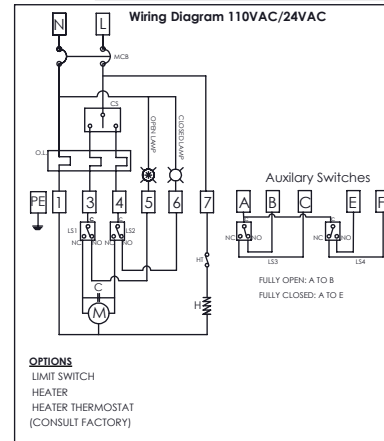 Wiring Diagram 110VAC/24VAC
N L
MCB
CS
OPEN LAMP
CLOSED LAMP
O.L
PE 1 3 4 5 6 7
LS1 C C LS2
NC NO NC NO
HT
C
M
H
Auxilary Switches
A B C E F
C C
NC NO NC NO
LS3 LS4
FULLY OPEN: A TO B
FULLY CLOSED: A TO E
OPTIONS
LIMIT SWITCH
HEATER
HEATER THERMOSTAT
(CONSULT FACTORY)